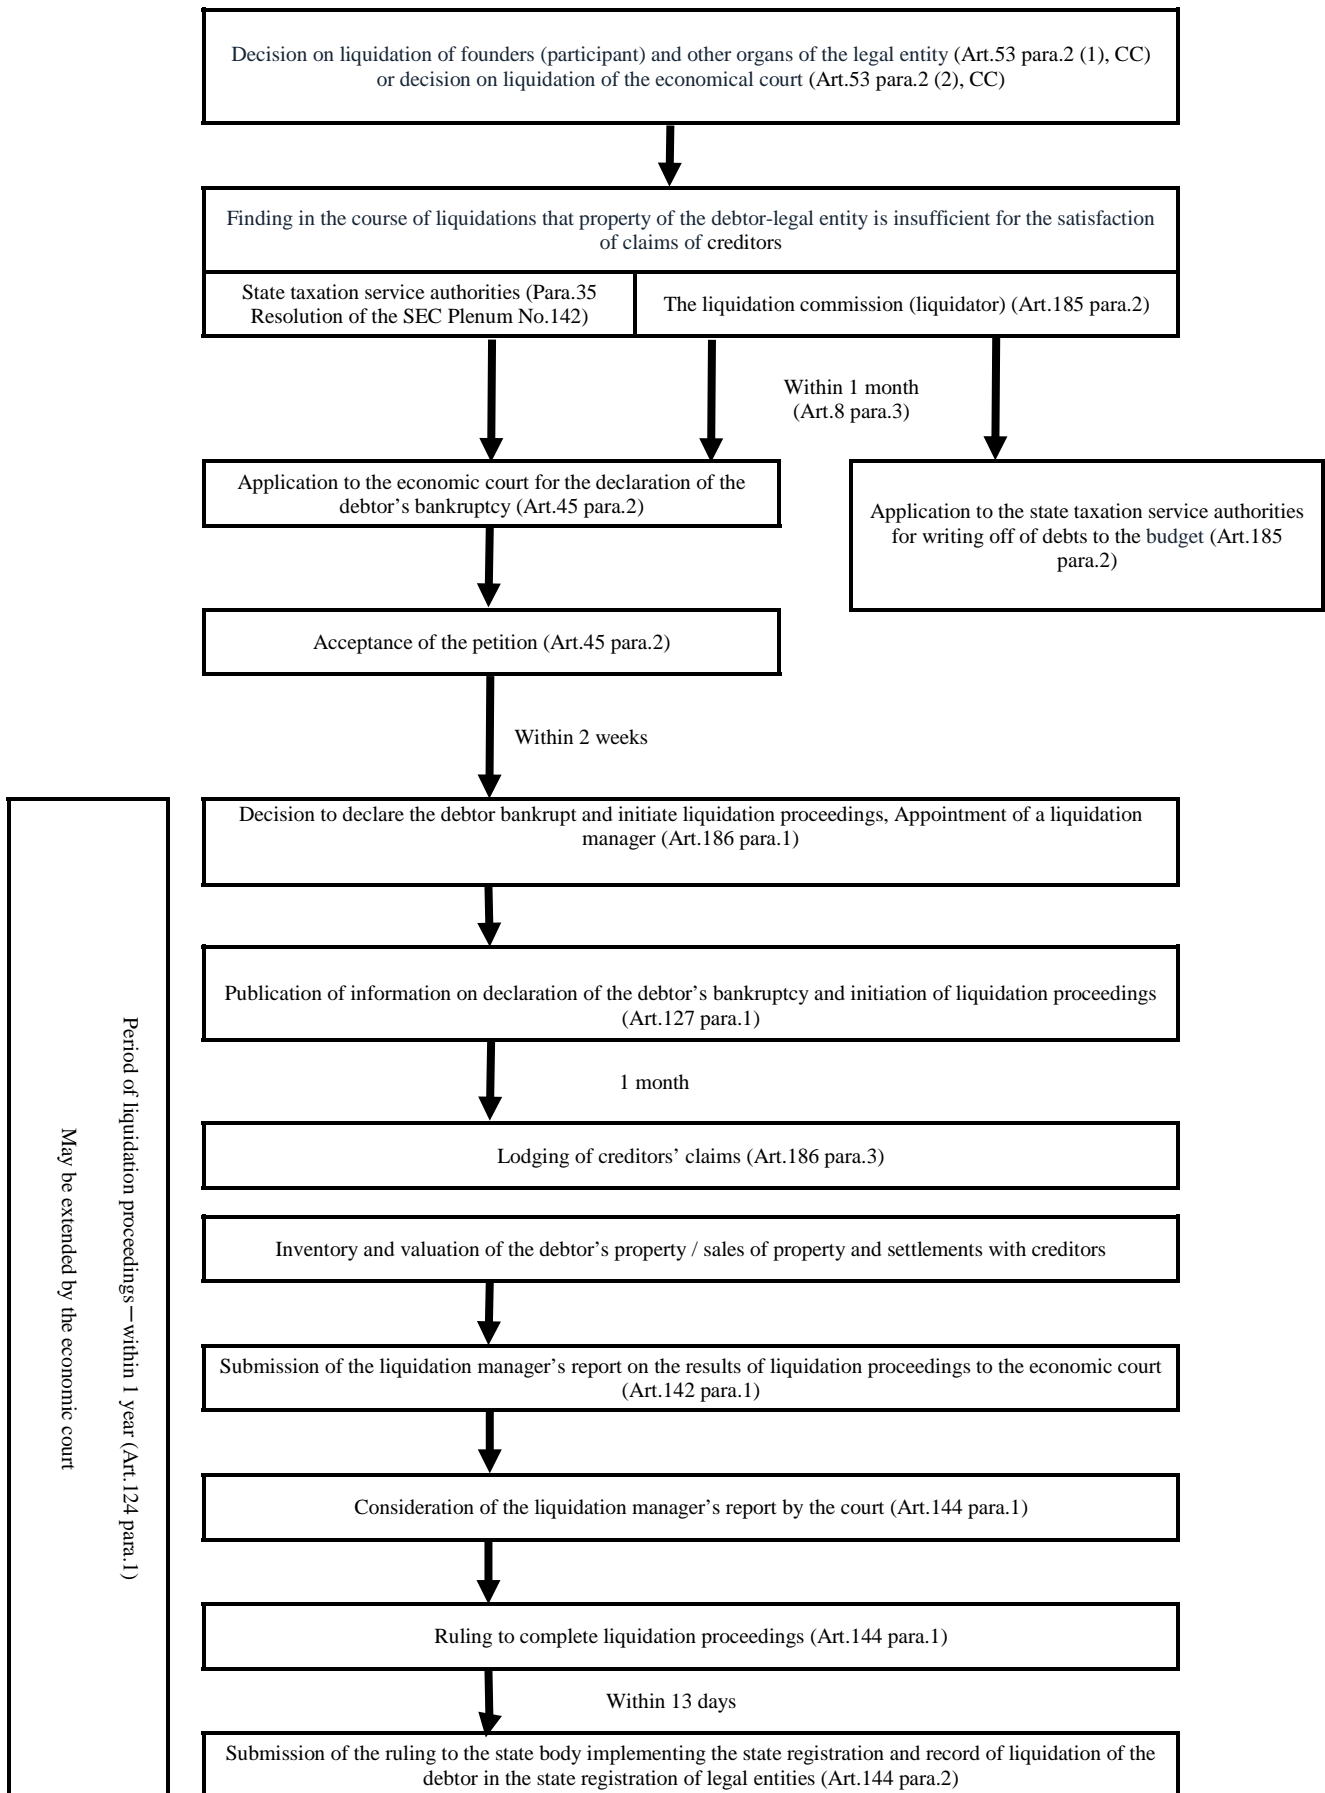 Decision on liquidation of founders (participant) and other organs of the legal entity (Art.53 para.2 (1), CC)
or decision on liquidation of the economical court (Art.53 para.2 (2), CC)
Finding in the course of liquidations that property of the debtor-legal entity is insufficient for the satisfaction
of claims of creditors
State taxation service authorities (Para.35
Resolution of the SEC Plenum No.142)
The liquidation commission (liquidator) (Art.185 para.2)
Within 1 month
(Art.8 para.3)
Application to the economic court for the declaration of the
debtor’s bankruptcy (Art.45 para.2)
Application to the state taxation service authorities
for writing off of debts to the budget (Art.185
para.2)
Acceptance of the petition (Art.45 para.2)
Within 2 weeks
Decision to declare the debtor bankrupt and initiate liquidation proceedings, Appointment of a liquidation
manager (Art.186 para.1)
Publication of information on declaration of the debtor’s bankruptcy and initiation of liquidation proceedings
(Art.127 para.1)
1 month
Lodging of creditors’ claims (Art.186 para.3)
Inventory and valuation of the debtor’s property / sales of property and settlements with creditors
Submission of the liquidation manager’s report on the results of liquidation proceedings to the economic court
(Art.142 para.1)
Consideration of the liquidation manager’s report by the court (Art.144 para.1)
Ruling to complete liquidation proceedings (Art.144 para.1)
Within 13 days
Submission of the ruling to the state body implementing the state registration and record of liquidation of the
debtor in the state registration of legal entities (Art.144 para.2)
Period of liquidation proceedings—within 1 year (Art.124 para.1)
May be extended by the economic court